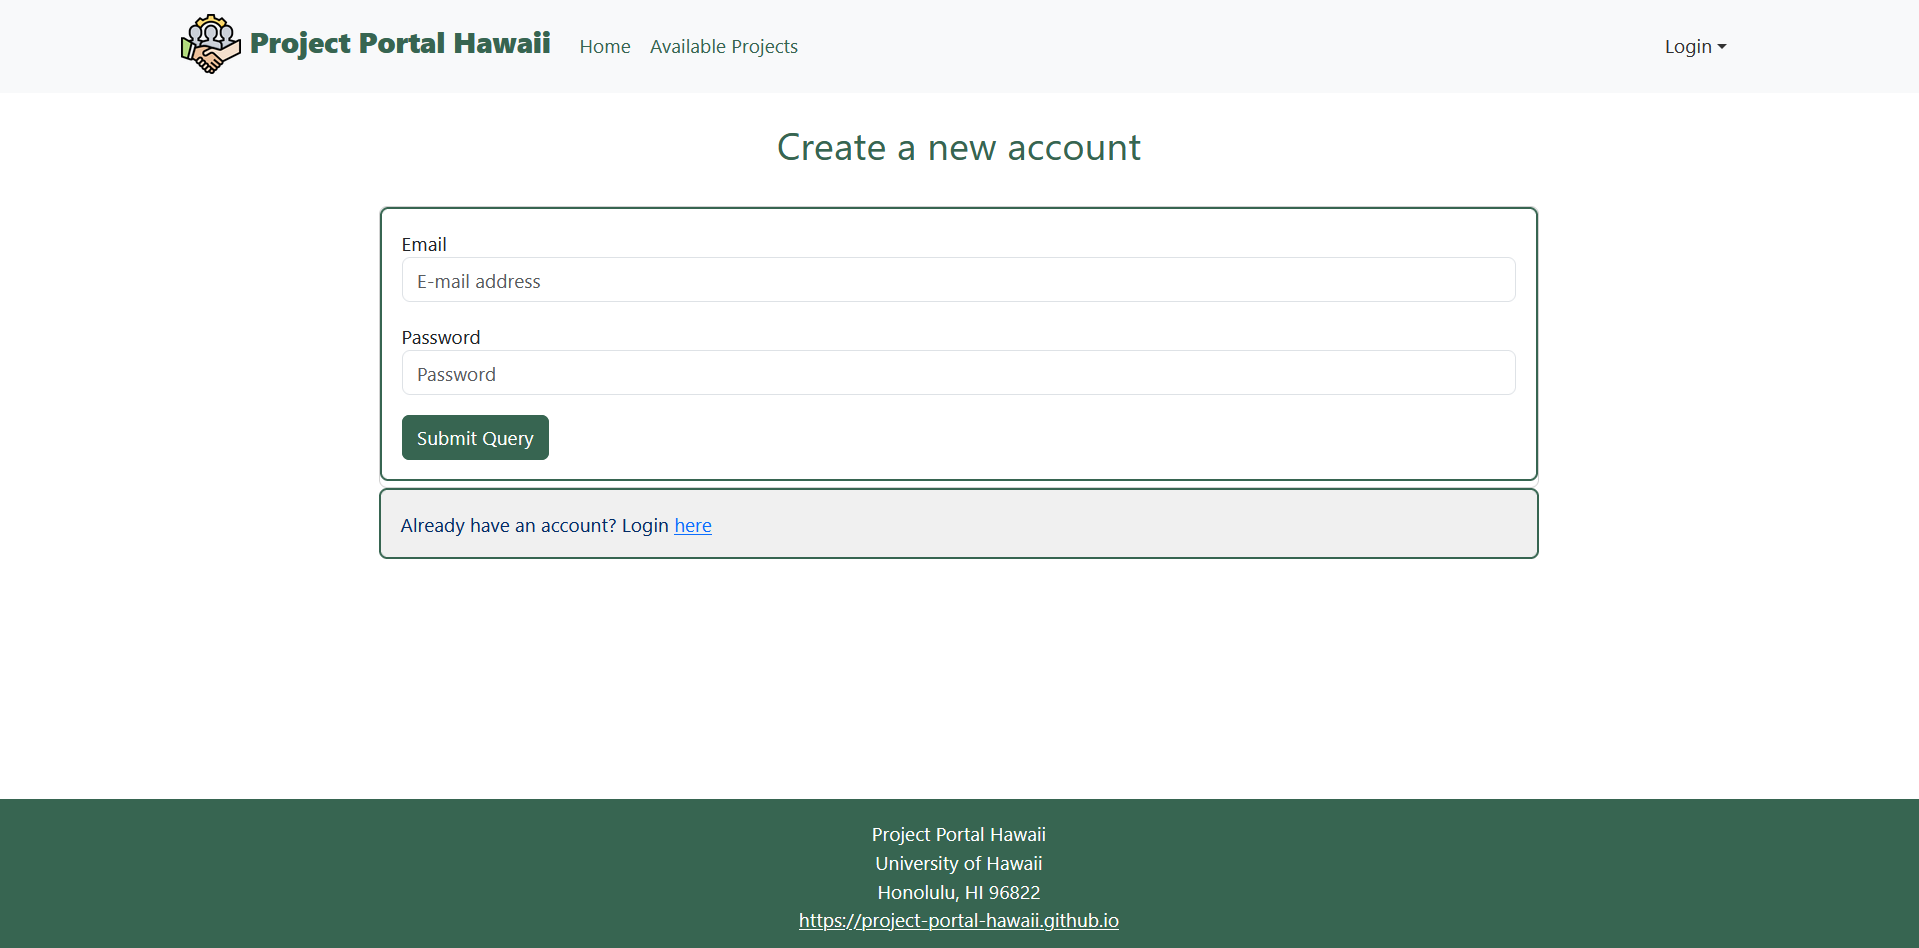 Project Portal Hawaii
Home
Available Projects
Login
Create a new account
Email
E-mail address
Password
Password
Submit Query
Already have an account? Login here
Project Portal Hawaii
University of Hawaii
Honolulu, HI 96822
https://project-portal-hawaii.github.io